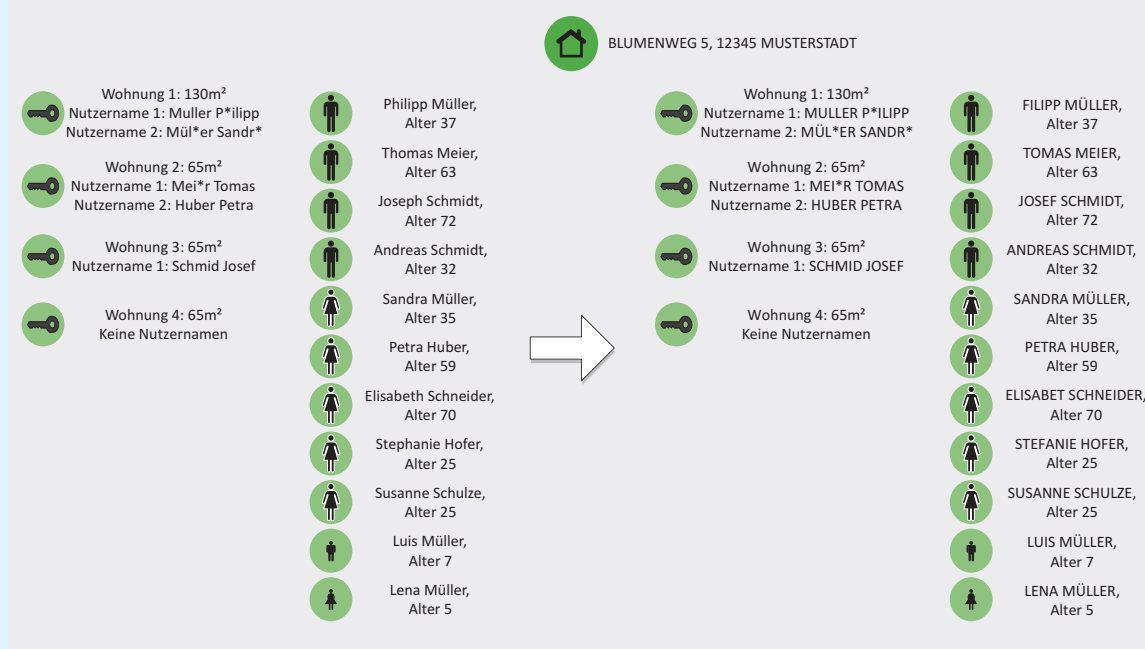 BLUMENWEG 5, 12345 MUSTERSTADT
Wohnung 1: 130m²
Nutzername 1: Muller P*ilipp
Nutzername 2: Mül*er Sandr*
Wohnung 2: 65m²
Nutzername 1: Mei*r Tomas
Nutzername 2: Huber Petra
Wohnung 3: 65m²
Nutzername 1: Schmid Josef
Wohnung 4: 65m²
Keine Nutzernamen
Philipp Müller,
Alter 37
Thomas Meier,
Alter 63
Joseph Schmidt,
Alter 72
Andreas Schmidt,
Alter 32
Sandra Müller,
Alter 35
Petra Huber,
Alter 59
Elisabeth Schneider,
Alter 70
Stephanie Hofer,
Alter 25
Susanne Schulze,
Alter 25
Luis Müller,
Alter 7
Lena Müller,
Alter 5
Wohnung 1: 130m²
Nutzername 1: MULLER P*ILIPP
Nutzername 2: MÜL*ER SANDR*
Wohnung 2: 65m²
Nutzername 1: MEI*R TOMAS
Nutzername 2: HUBER PETRA
Wohnung 3: 65m²
Nutzername 1: SCHMID JOSEF
Wohnung 4: 65m²
Keine Nutzernamen
FILIPP MÜLLER,
Alter 37
TOMAS MEIER,
Alter 63
JOSEF SCHMIDT,
Alter 72
ANDREAS SCHMIDT,
Alter 32
SANDRA MÜLLER,
Alter 35
PETRA HUBER,
Alter 59
ELISABET SCHNEIDER,
Alter 70
STEFANIE HOFER,
Alter 25
SUSANNE SCHULZE,
Alter 25
LUIS MÜLLER,
Alter 7
LENA MÜLLER,
Alter 5